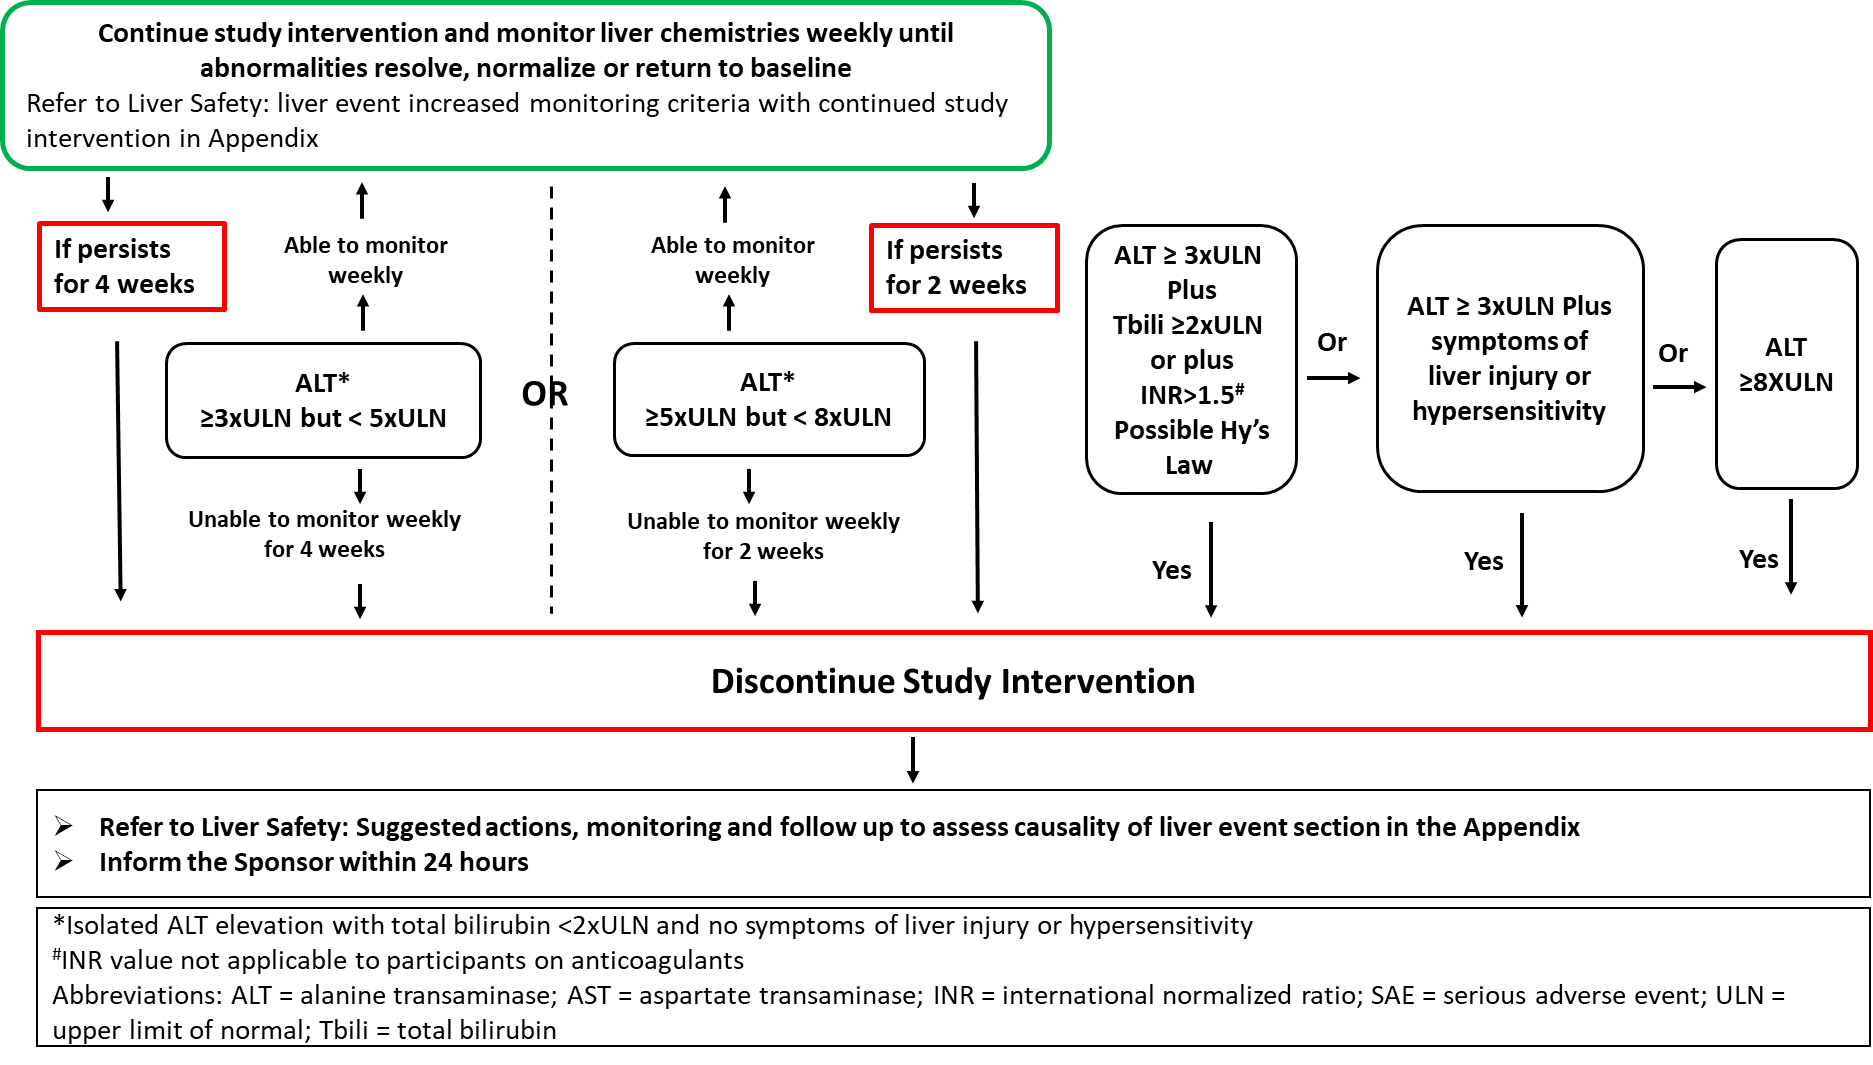 Continue study intervention and monitor liver chemistries weekly until
abnormalities resolve, normalize or return to baseline
Refer to Liver Safety: liver event increased monitoring criteria with continued study
intervention in Appendix
If persists
for 4 weeks
Able to monitor
weekly
ALT*
≥3xULN but < 5xULN
Unable to monitor weekly
for 4 weeks
OR
Able to monitor
weekly
ALT*
≥5xULN but < 8xULN
Unable to monitor weekly
for 2 weeks
If persists
for 2 weeks
ALT ≥ 3xULN
Plus
Tbili ≥2xULN
or plus
INR>1.5#
Possible Hy’s
Law
Yes
Or
ALT ≥ 3xULN Plus
symptoms of
liver injury or
hypersensitivity
Yes
Or
ALT
≥8XULN
Yes
Discontinue Study Intervention
➢ Refer to Liver Safety: Suggested actions, monitoring and follow up to assess causality of liver event section in the Appendix
➢ Inform the Sponsor within 24 hours
*Isolated ALT elevation with total bilirubin <2xULN and no symptoms of liver injury or hypersensitivity
#INR value not applicable to participants on anticoagulants
Abbreviations: ALT = alanine transaminase; AST = aspartate transaminase; INR = international normalized ratio; SAE = serious adverse event; ULN =
upper limit of normal; Tbili = total bilirubin